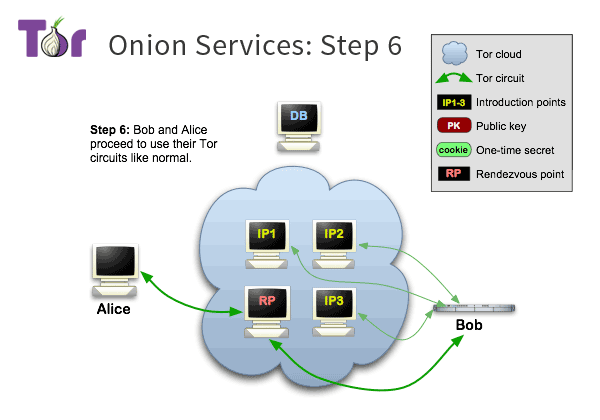 Tor
Onion Services: Step 6
Tor cloud
Tor circuit
IP1-3 Introduction points
PK Public key
cookie One-time secret
RP Rendezvous point
Step 6: Bob and Alice
proceed to use their Tor
circuits like normal.
DB
IP1
IP2
RP
IP3
Alice
Bob